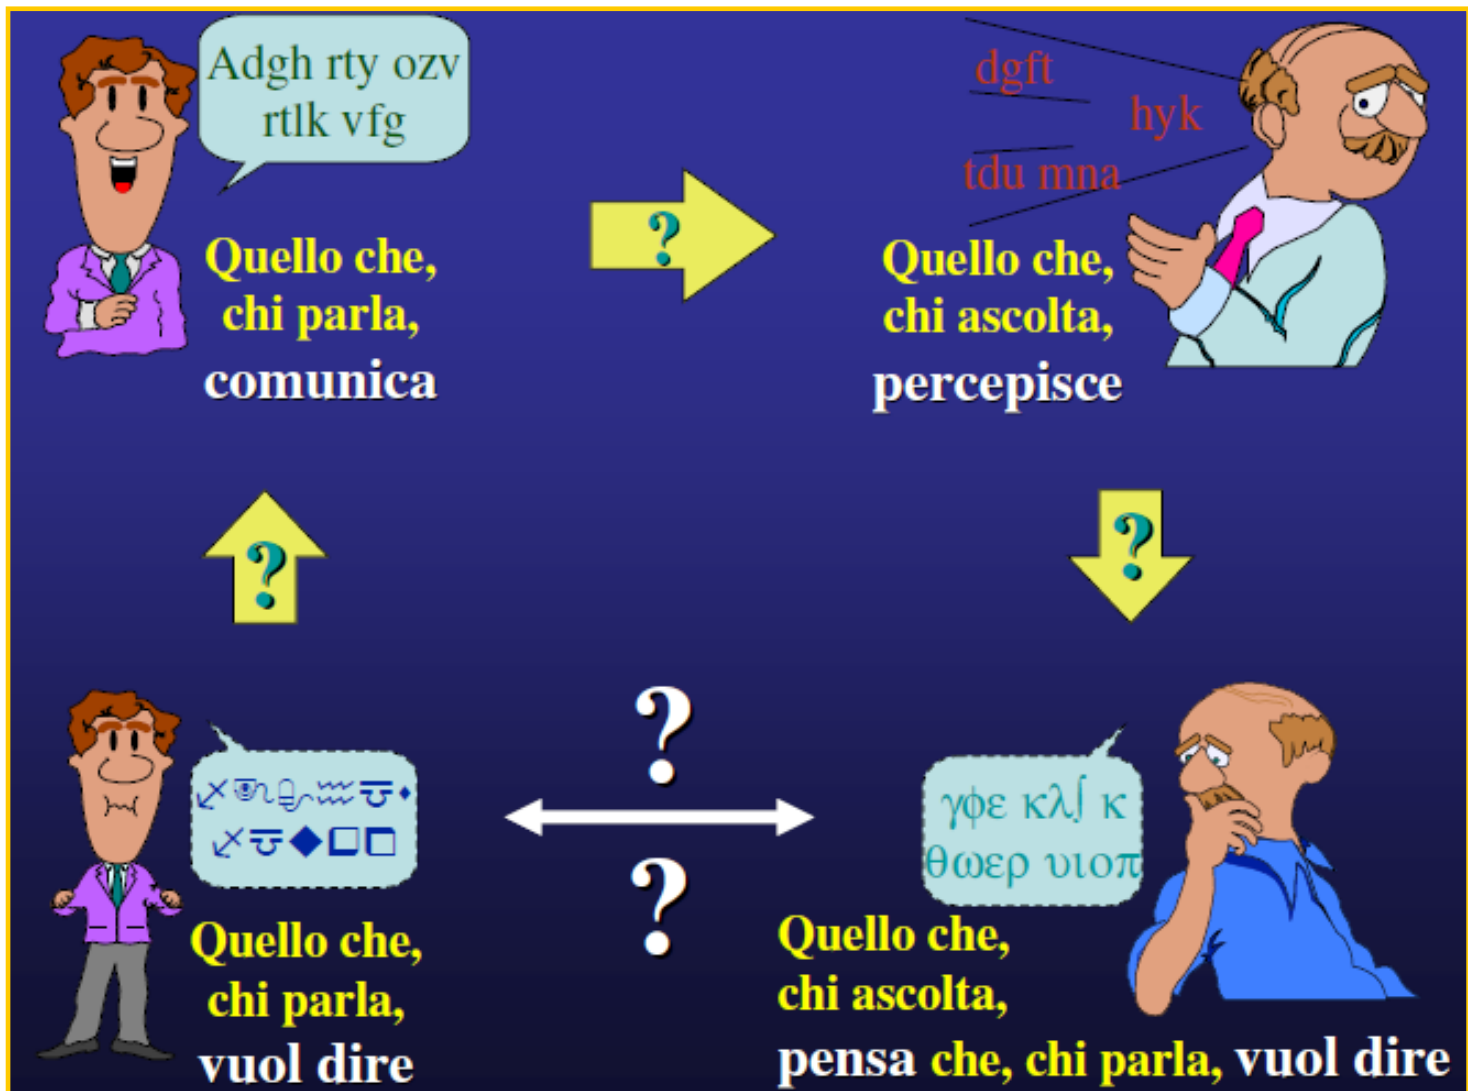 Adgh rty ozv
rtlk vfg
Quello che,
chi parla,
comunica
?
dgft
hyk
tdu mna
Quello che,
chi ascolta,
percepisce
?
?
Quello che,
chi parla,
vuol dire
?
?
γφε κλ∫ κ
θωερ υιοπ
Quello che,
chi ascolta,
pensa che, chi parla, vuol dire